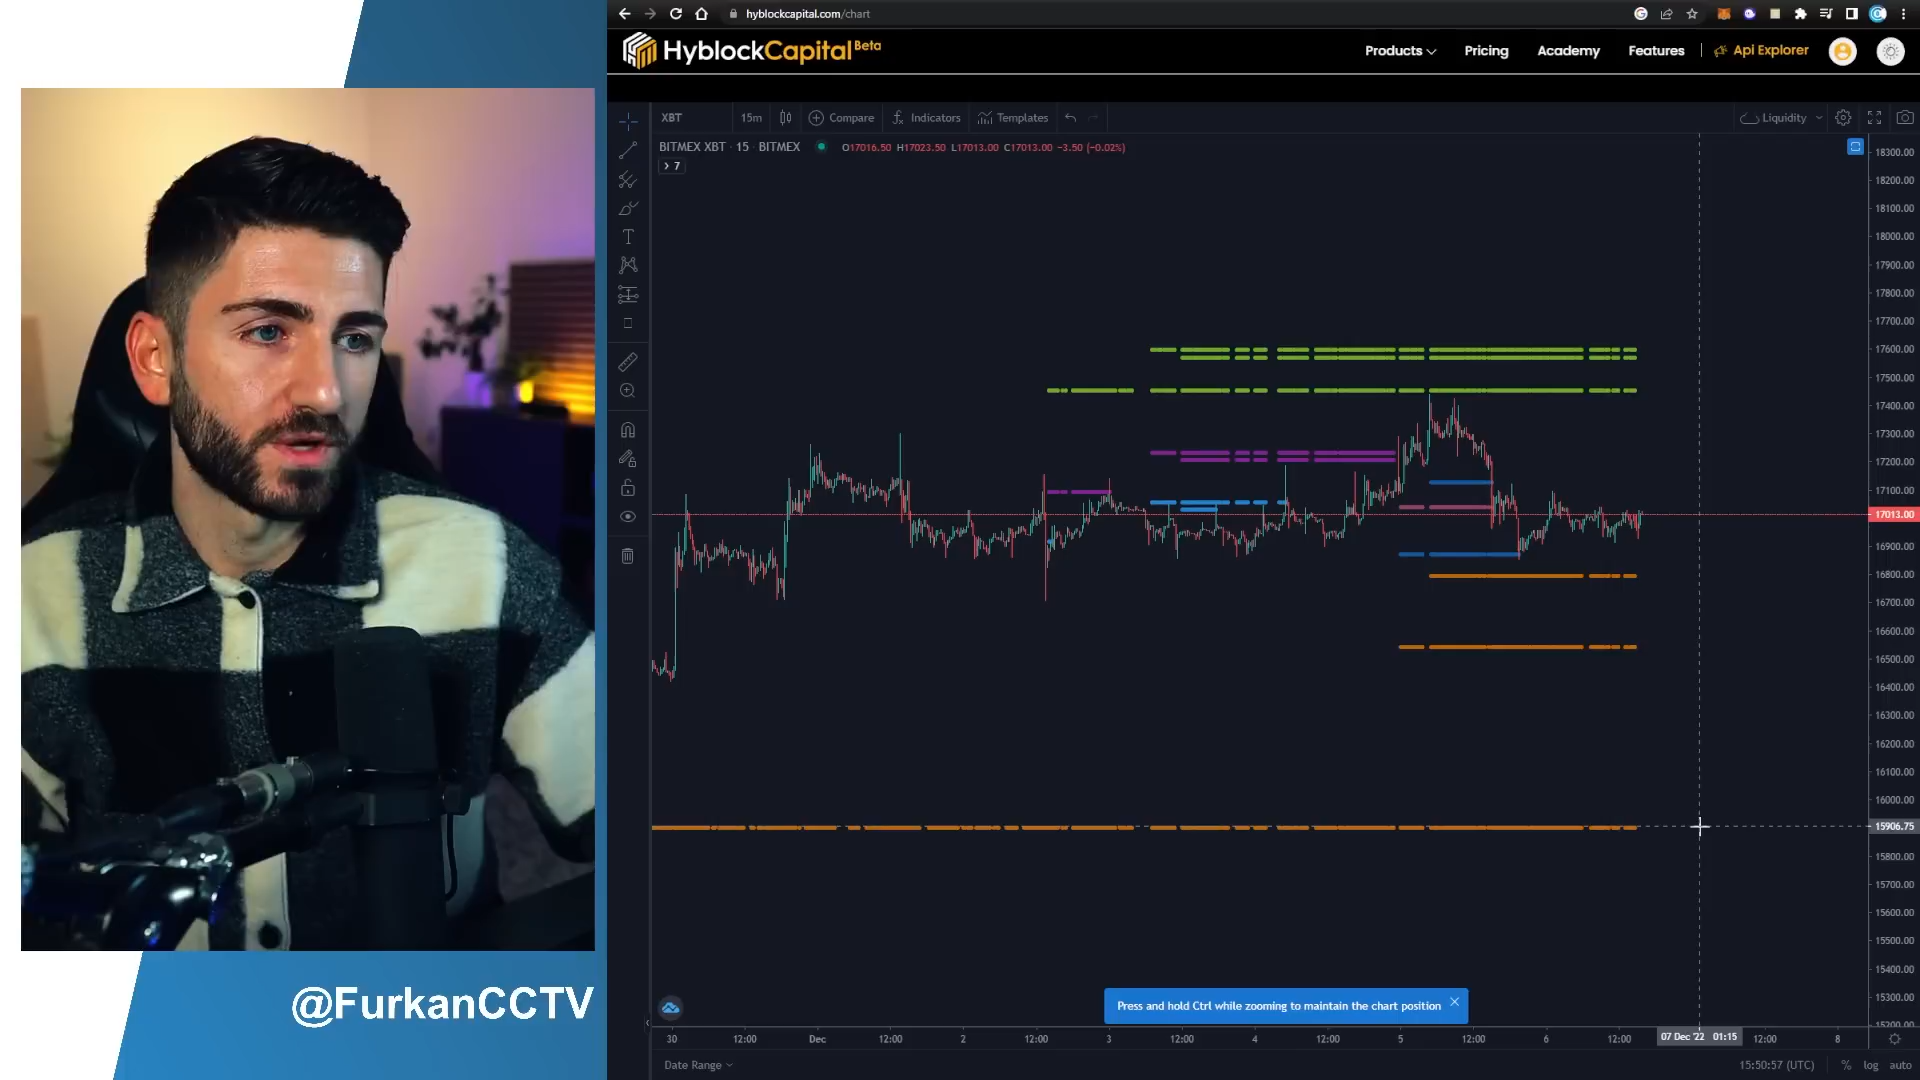 hyblockcapital.com/chart
HyblockCapital Beta
Products
Pricing
Academy
Features
Api Explorer
XBT
15m
Compare
Indicators
Templates
Liquidity
BITMEX XBT · 15 · BITMEX
O17016.50 H17023.50 L17013.00 C17013.00 −3.50 (−0.02%)
7
18300.00
18200.00
18100.00
18000.00
17900.00
17800.00
17700.00
17600.00
17500.00
17400.00
17300.00
17200.00
17100.00
17013.00
16900.00
16800.00
16700.00
16600.00
16500.00
16400.00
16300.00
16200.00
16100.00
16000.00
15906.75
15800.00
15700.00
15600.00
15500.00
15400.00
15300.00
15200.00
@FurkanCCTV
Press and hold Ctrl while zooming to maintain the chart position
30 12:00 Dec 12:00 2 12:00 3 12:00 4 12:00 5 12:00 6 12:00 07 Dec '22 01:15 12:00 8
Date Range
15:50:57 (UTC)
%
log
auto